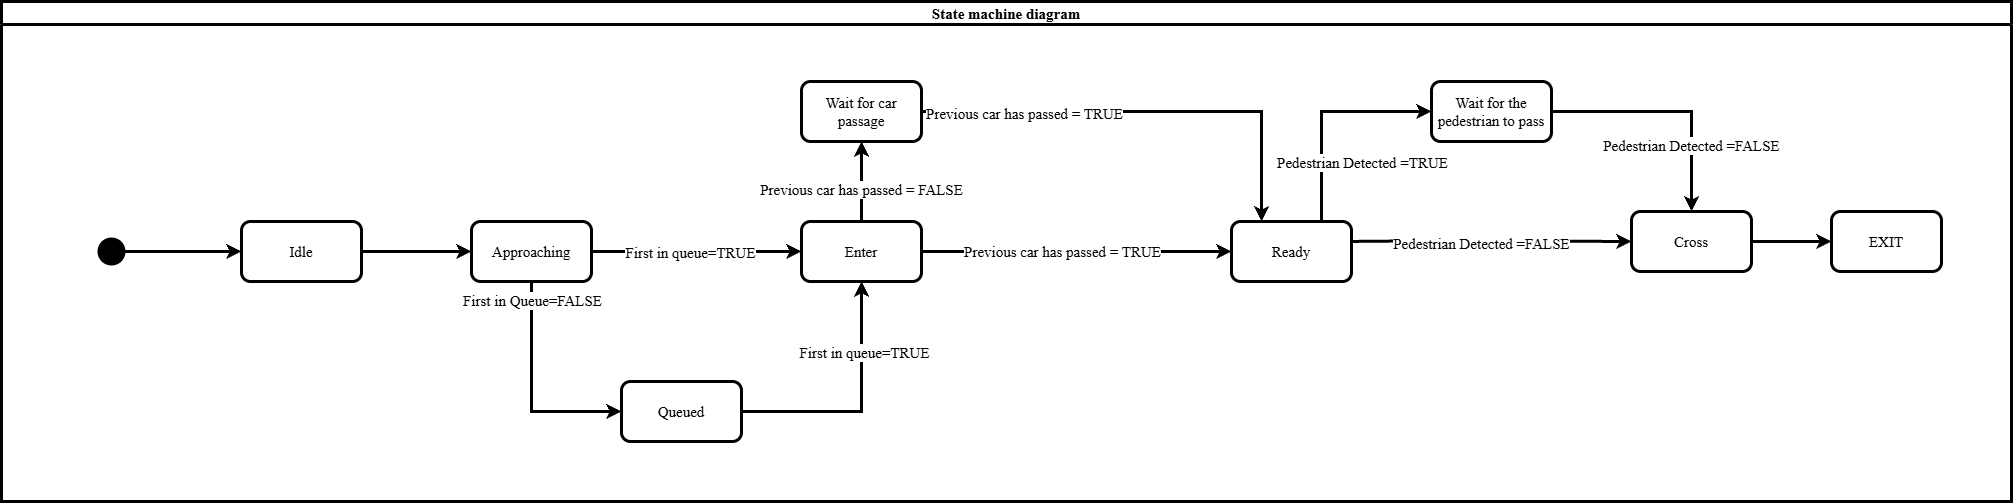 State machine diagram
Wait for car
passage
Previous car has passed = TRUE
Wait for the
pedestrian to pass
Pedestrian Detected =FALSE
Pedestrian Detected =TRUE
Previous car has passed = FALSE
Idle
Approaching
First in queue=TRUE
Enter
Previous car has passed = TRUE
Ready
Pedestrian Detected =FALSE
Cross
EXIT
First in Queue=FALSE
First in queue=TRUE
Queued